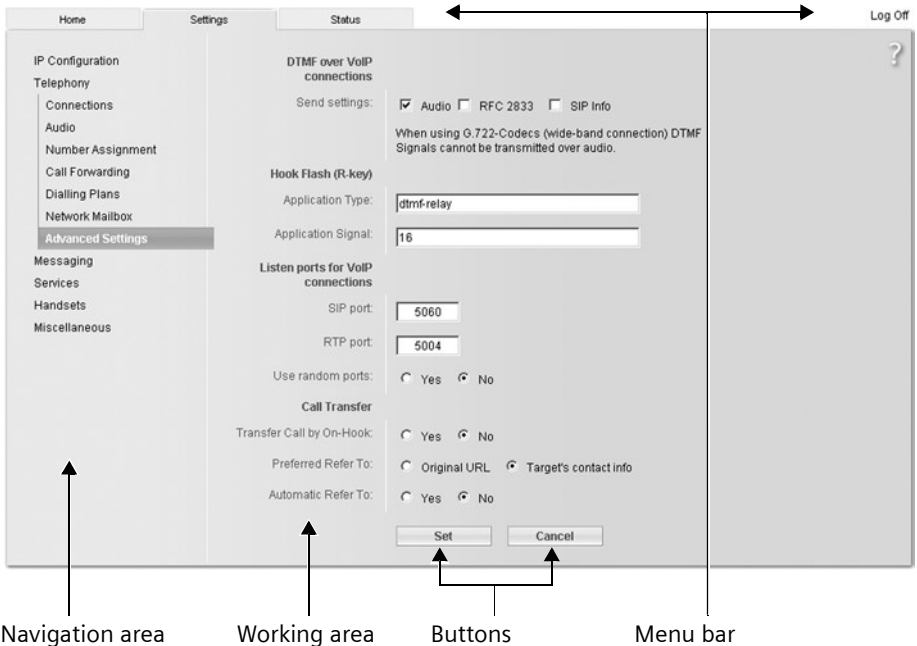 Home Settings Status Log Off
?
IP Configuration
Telephony
Connections
Audio
Number Assignment
Call Forwarding
Dialling Plans
Network Mailbox
Advanced Settings
Messaging
Services
Handsets
Miscellaneous
DTMF over VoIP
connections
Send settings: Audio RFC 2833 SIP Info
When using G.722-Codecs (wide-band connection) DTMF
Signals cannot be transmitted over audio.
Hook Flash (R-key)
Application Type: dtmf-relay
Application Signal: 16
Listen ports for VoIP
connections
SIP port: 5060
RTP port: 5004
Use random ports: Yes No
Call Transfer
Transfer Call by On-Hook: Yes No
Preferred Refer To: Original URL Target's contact info
Automatic Refer To: Yes No
Set Cancel
Navigation area Working area Buttons Menu bar